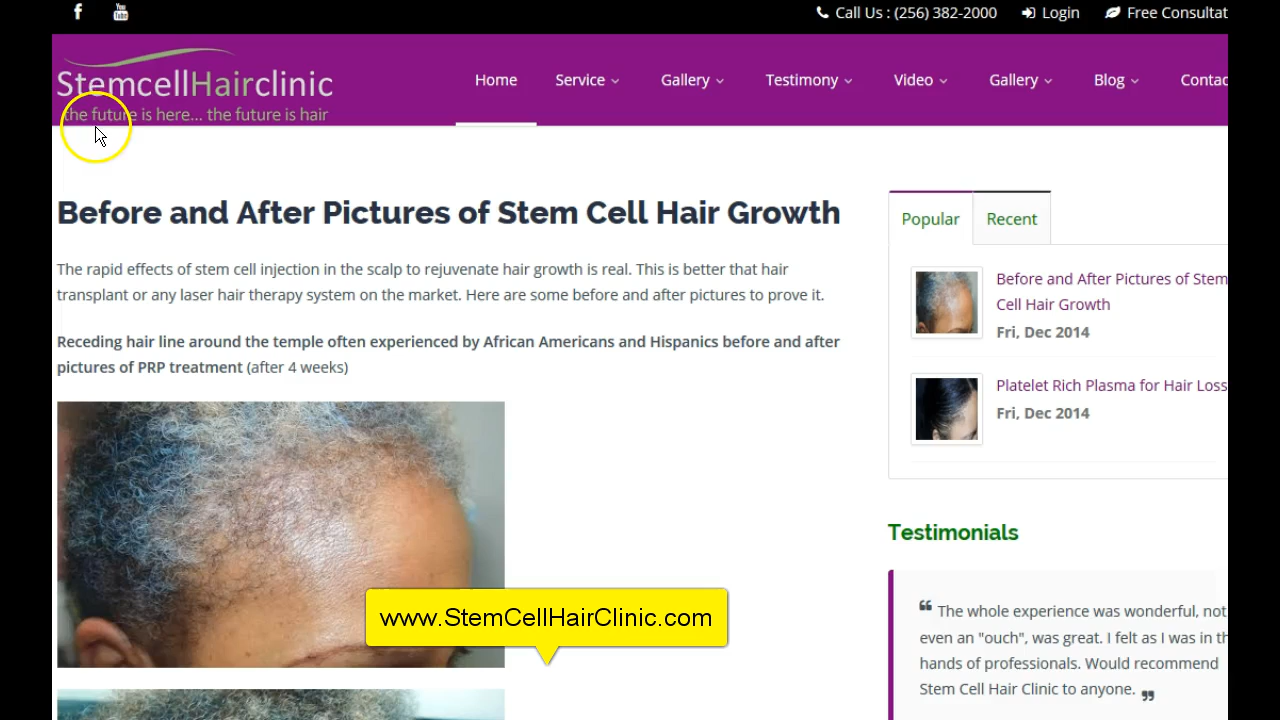 Call Us : (256) 382-2000 Login Free Consultat
StemcellHairclinic
the future is here... the future is hair
Home Service Gallery Testimony Video Gallery Blog Contac
Before and After Pictures of Stem Cell Hair Growth
The rapid effects of stem cell injection in the scalp to rejuvenate hair growth is real. This is better that hair
transplant or any laser hair therapy system on the market. Here are some before and after pictures to prove it.
Receding hair line around the temple often experienced by African Americans and Hispanics before and after
pictures of PRP treatment (after 4 weeks)
www.StemCellHairClinic.com
Popular Recent
Before and After Pictures of Stem
Cell Hair Growth
Fri, Dec 2014
Platelet Rich Plasma for Hair Loss
Fri, Dec 2014
Testimonials
❝ The whole experience was wonderful, not
even an "ouch", was great. I felt as I was in th
hands of professionals. Would recommend
Stem Cell Hair Clinic to anyone. ❞